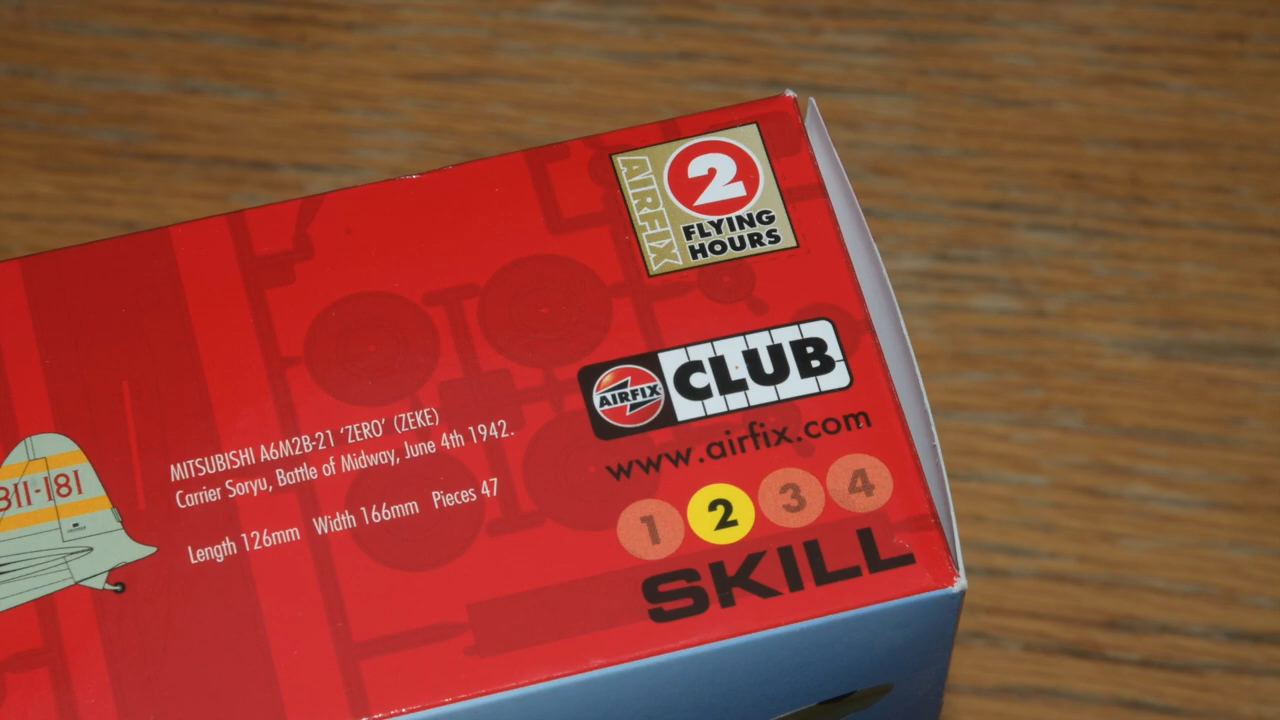 AIRFIX
2
FLYING
HOURS
AIRFIX
CLUB
www.airfix.com
1 2 3 4
SKILL
MITSUBISHI A6M2B-21 ‘ZERO’ (ZEKE)
Carrier Soryu, Battle of Midway, June 4th 1942.
Length 126mm Width 166mm Pieces 47
BII-181